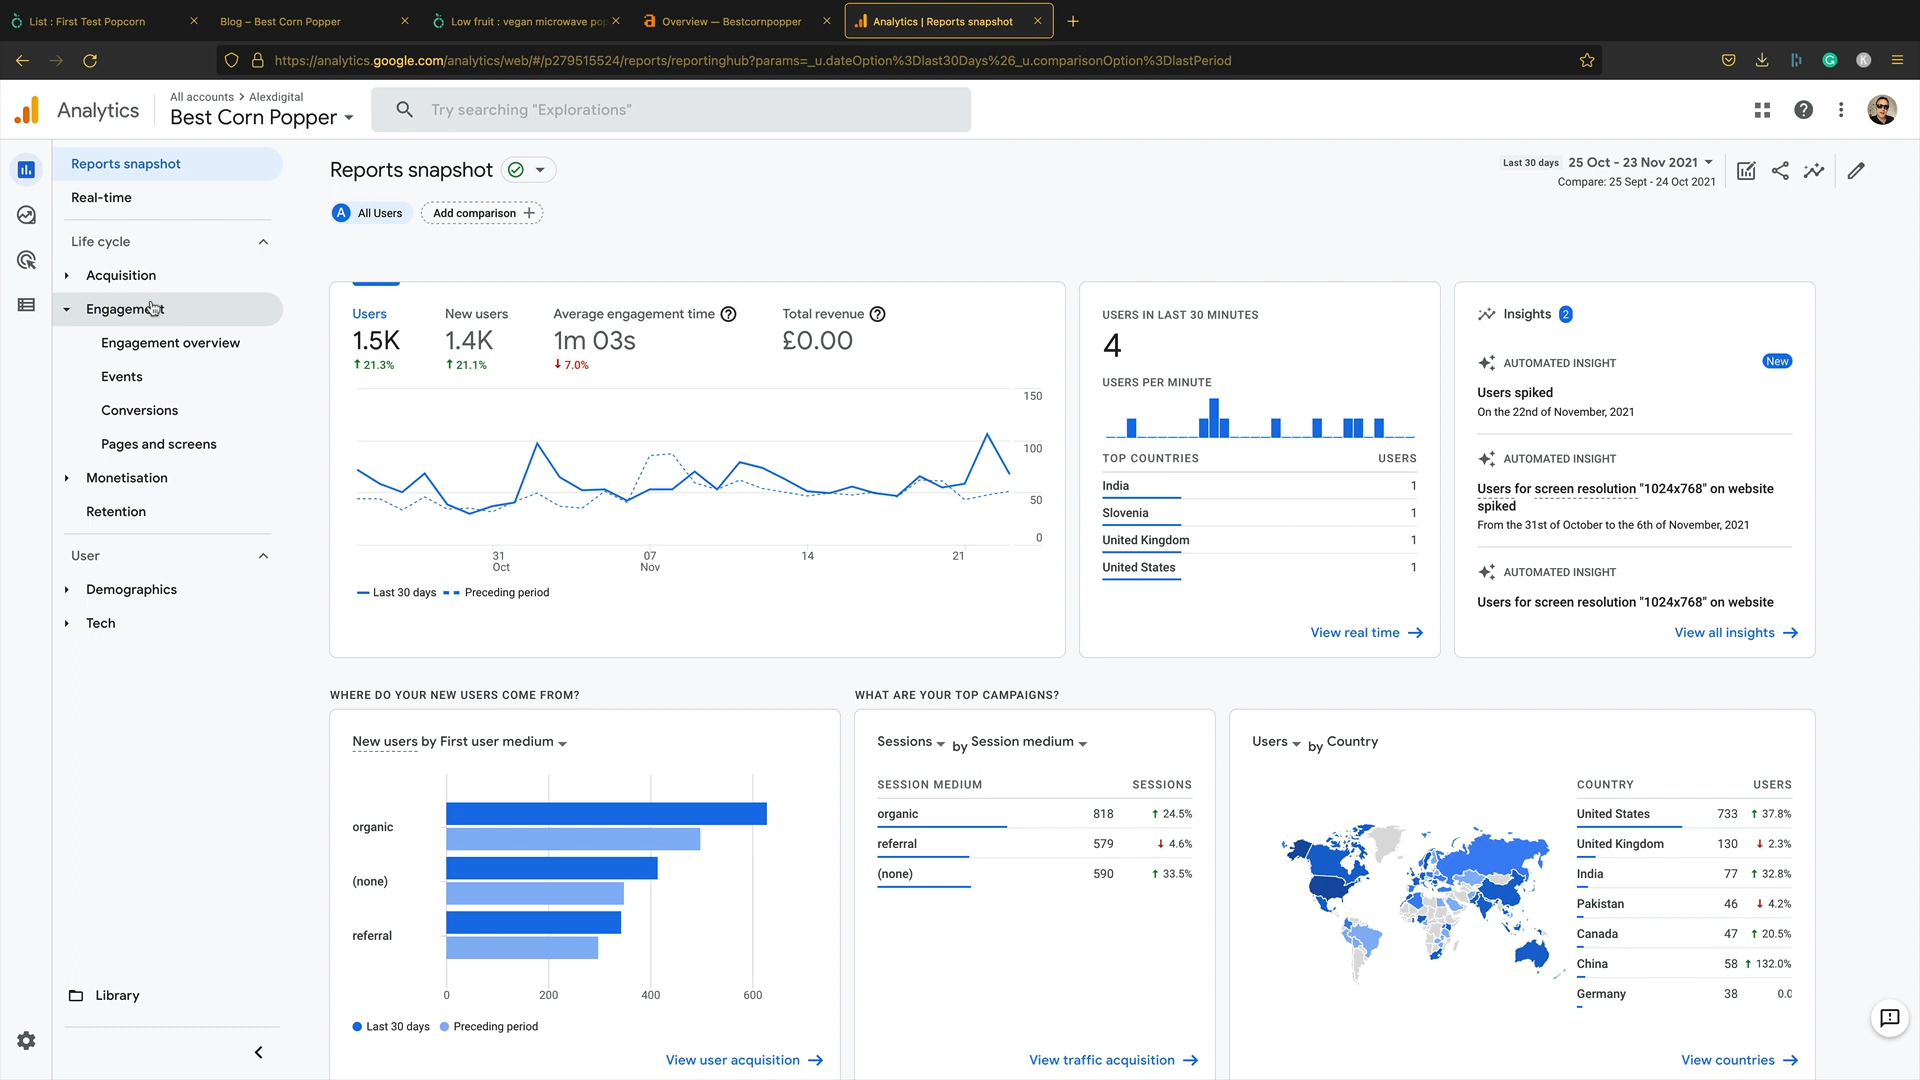 List : First Test Popcorn
Blog – Best Corn Popper
Low fruit : vegan microwave pop
Overview — Bestcornpopper
Analytics | Reports snapshot
https://analytics.google.com/analytics/web/#/p279515524/reports/reportinghub?params=_u.dateOption%3Dlast30Days%26_u.comparisonOption%3DlastPeriod
Analytics
All accounts > Alexdigital
Best Corn Popper
Try searching "Explorations"
Reports snapshot
Real-time
Life cycle
Acquisition
Engagement
Engagement overview
Events
Conversions
Pages and screens
Monetisation
Retention
User
Demographics
Tech
Library
Reports snapshot
Last 30 days 25 Oct - 23 Nov 2021
Compare: 25 Sept - 24 Oct 2021
A All Users
Add comparison +
Users
1.5K
21.3%
New users
1.4K
21.1%
Average engagement time
1m 03s
7.0%
Total revenue
£0.00
150
100
50
0
31
Oct
07
Nov
14
21
Last 30 days
Preceding period
USERS IN LAST 30 MINUTES
4
USERS PER MINUTE
TOP COUNTRIES USERS
India 1
Slovenia 1
United Kingdom 1
United States 1
View real time
Insights 2
AUTOMATED INSIGHT New
Users spiked
On the 22nd of November, 2021
AUTOMATED INSIGHT
Users for screen resolution "1024x768" on website
spiked
From the 31st of October to the 6th of November, 2021
AUTOMATED INSIGHT
Users for screen resolution "1024x768" on website
View all insights
WHERE DO YOUR NEW USERS COME FROM?
New users by First user medium
organic
(none)
referral
0 200 400 600
Last 30 days
Preceding period
View user acquisition
WHAT ARE YOUR TOP CAMPAIGNS?
Sessions by Session medium
SESSION MEDIUM SESSIONS
organic 818 24.5%
referral 579 4.6%
(none) 590 33.5%
View traffic acquisition
Users by Country
COUNTRY USERS
United States 733 37.8%
United Kingdom 130 2.3%
India 77 32.8%
Pakistan 46 4.2%
Canada 47 20.5%
China 58 132.0%
Germany 38 0.0
View countries